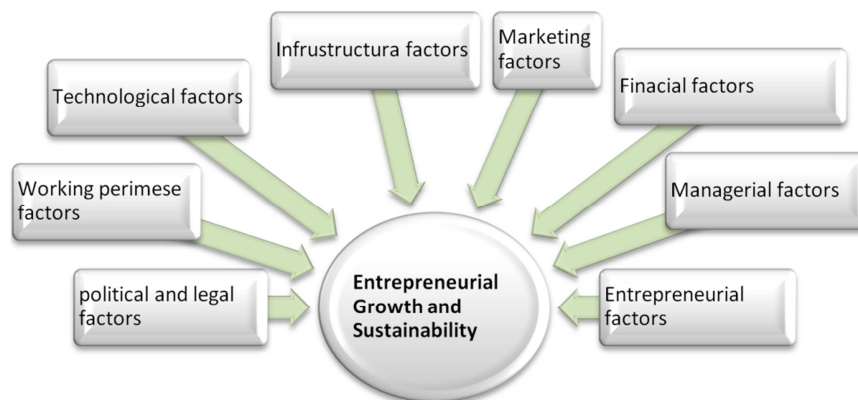 Infrustructura factors
Marketing
factors
Finacial factors
Technological factors
Managerial factors
Working perimese
factors
Entrepreneurial
Growth and
Sustainability
political and legal
factors
Entrepreneurial
factors